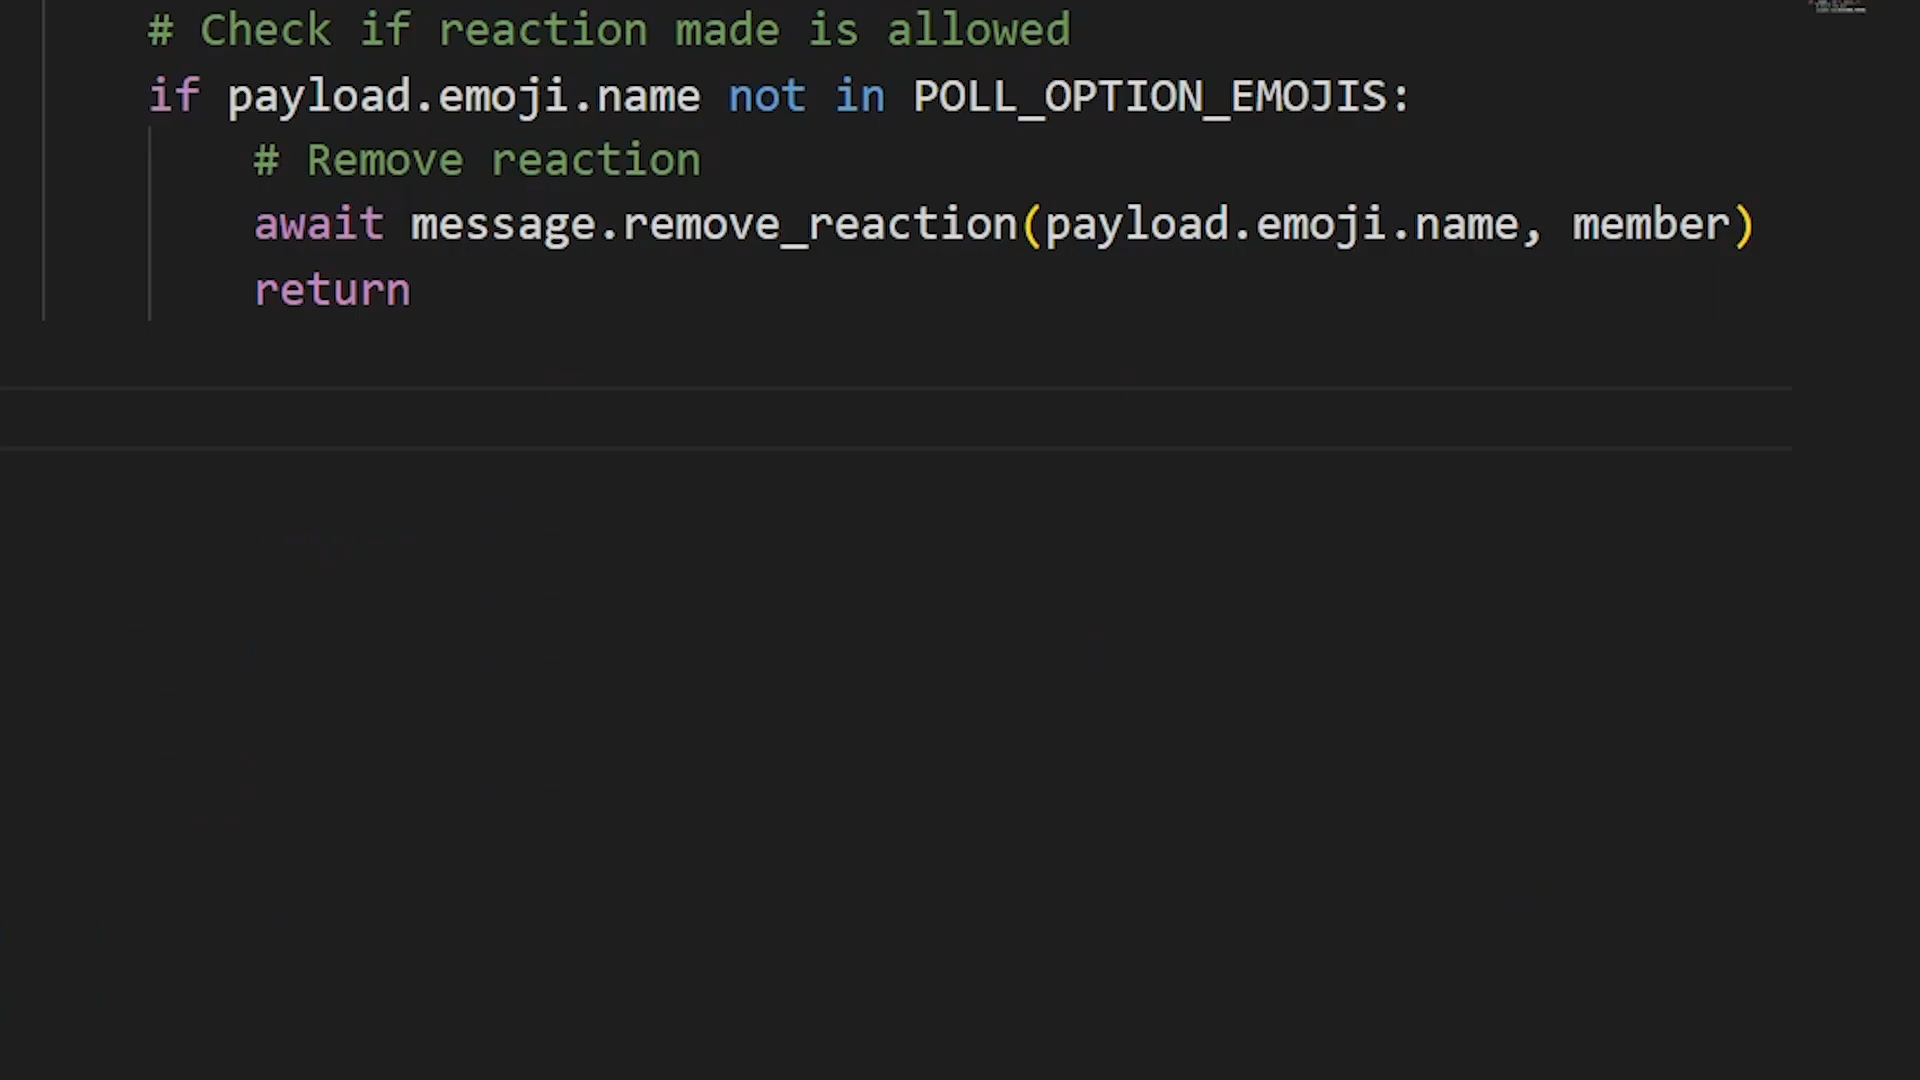 # Check if reaction made is allowed
if payload.emoji.name not in POLL_OPTION_EMOJIS:
# Remove reaction
await message.remove_reaction(payload.emoji.name, member)
return